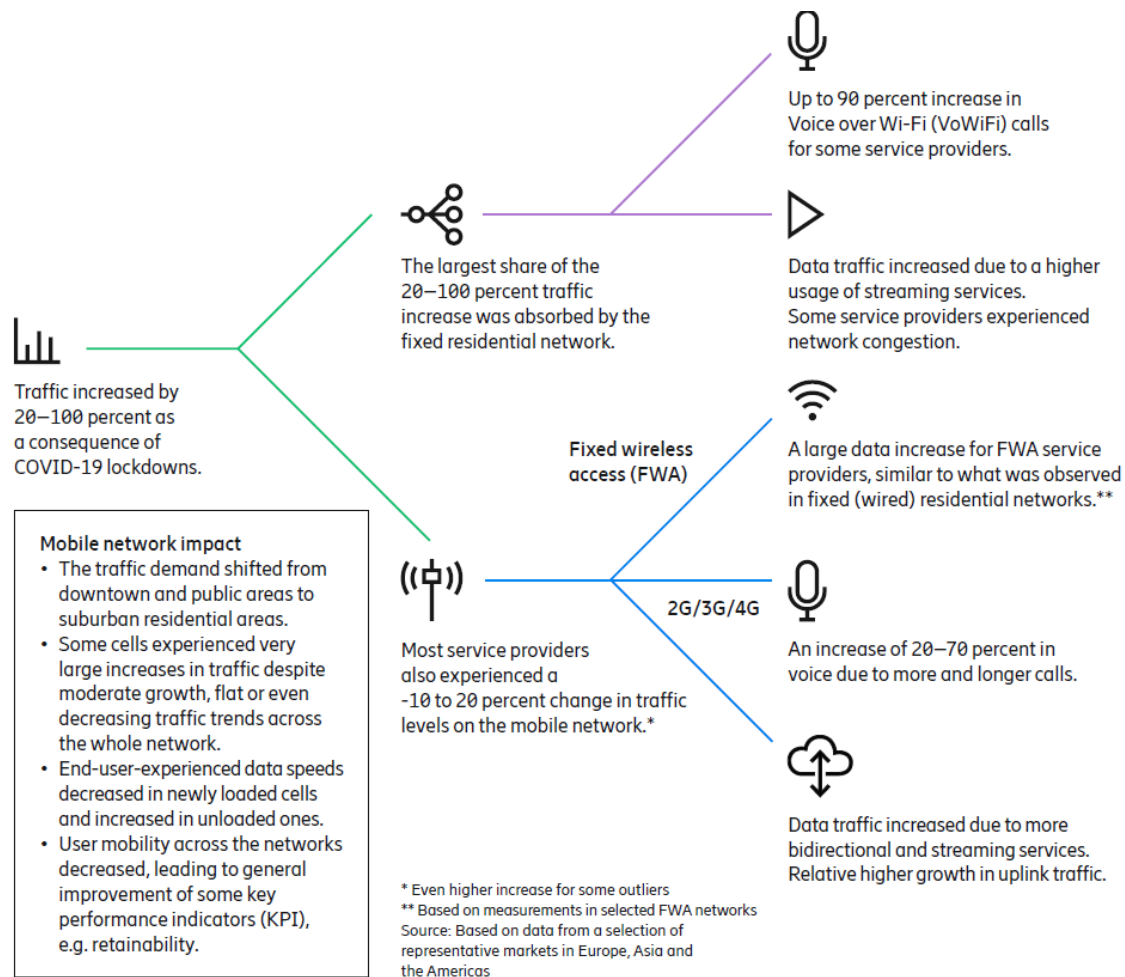 Up to 90 percent increase in
Voice over Wi-Fi (VoWiFi) calls
for some service providers.
The largest share of the
20–100 percent traffic
increase was absorbed by the
fixed residential network.
Data traffic increased due to a higher
usage of streaming services.
Some service providers experienced
network congestion.
Traffic increased by
20–100 percent as
a consequence of
COVID-19 lockdowns.
Fixed wireless
access (FWA)
A large data increase for FWA service
providers, similar to what was observed
in fixed (wired) residential networks.**
Mobile network impact
• The traffic demand shifted from
downtown and public areas to
suburban residential areas.
• Some cells experienced very
large increases in traffic despite
moderate growth, flat or even
decreasing traffic trends across
the whole network.
• End-user-experienced data speeds
decreased in newly loaded cells
and increased in unloaded ones.
• User mobility across the networks
decreased, leading to general
improvement of some key
performance indicators (KPI),
e.g. retainability.
2G/3G/4G
Most service providers
also experienced a
-10 to 20 percent change in traffic
levels on the mobile network.*
An increase of 20–70 percent in
voice due to more and longer calls.
Data traffic increased due to more
bidirectional and streaming services.
Relative higher growth in uplink traffic.
* Even higher increase for some outliers
** Based on measurements in selected FWA networks
Source: Based on data from a selection of
representative markets in Europe, Asia and
the Americas